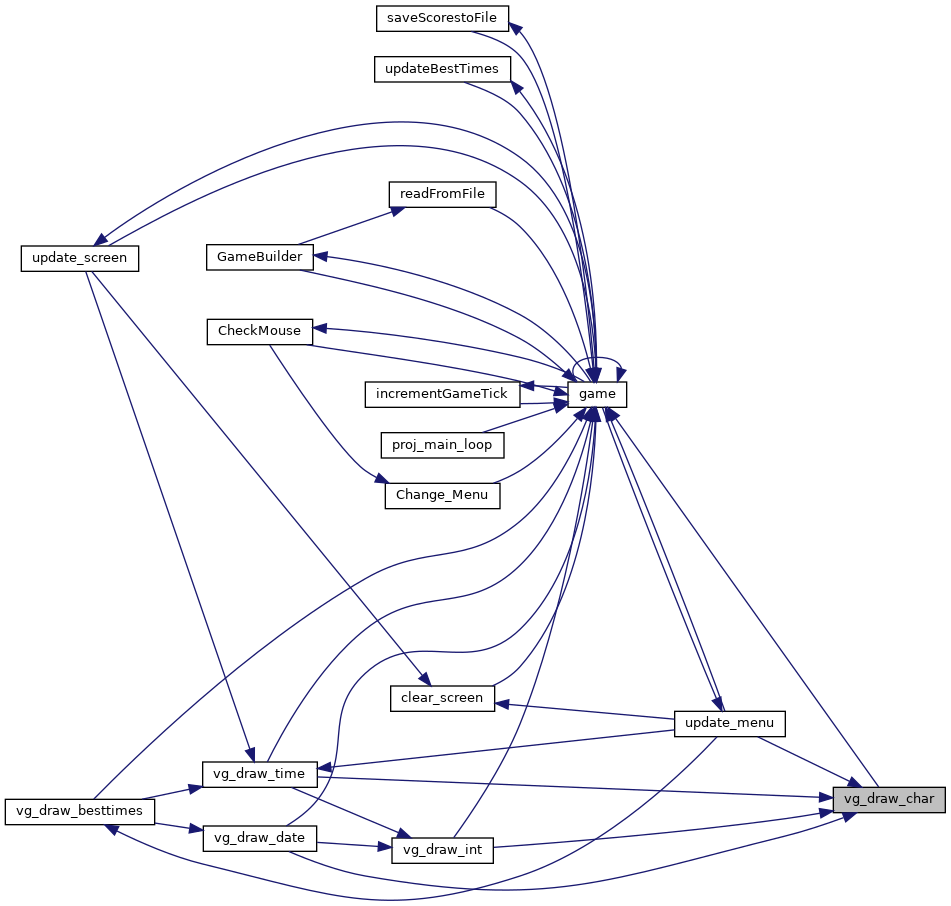 saveScorestoFile
updateBestTimes
readFromFile
update_screen
GameBuilder
CheckMouse
incrementGameTick
game
proj_main_loop
Change_Menu
clear_screen
update_menu
vg_draw_time
vg_draw_char
vg_draw_besttimes
vg_draw_date
vg_draw_int